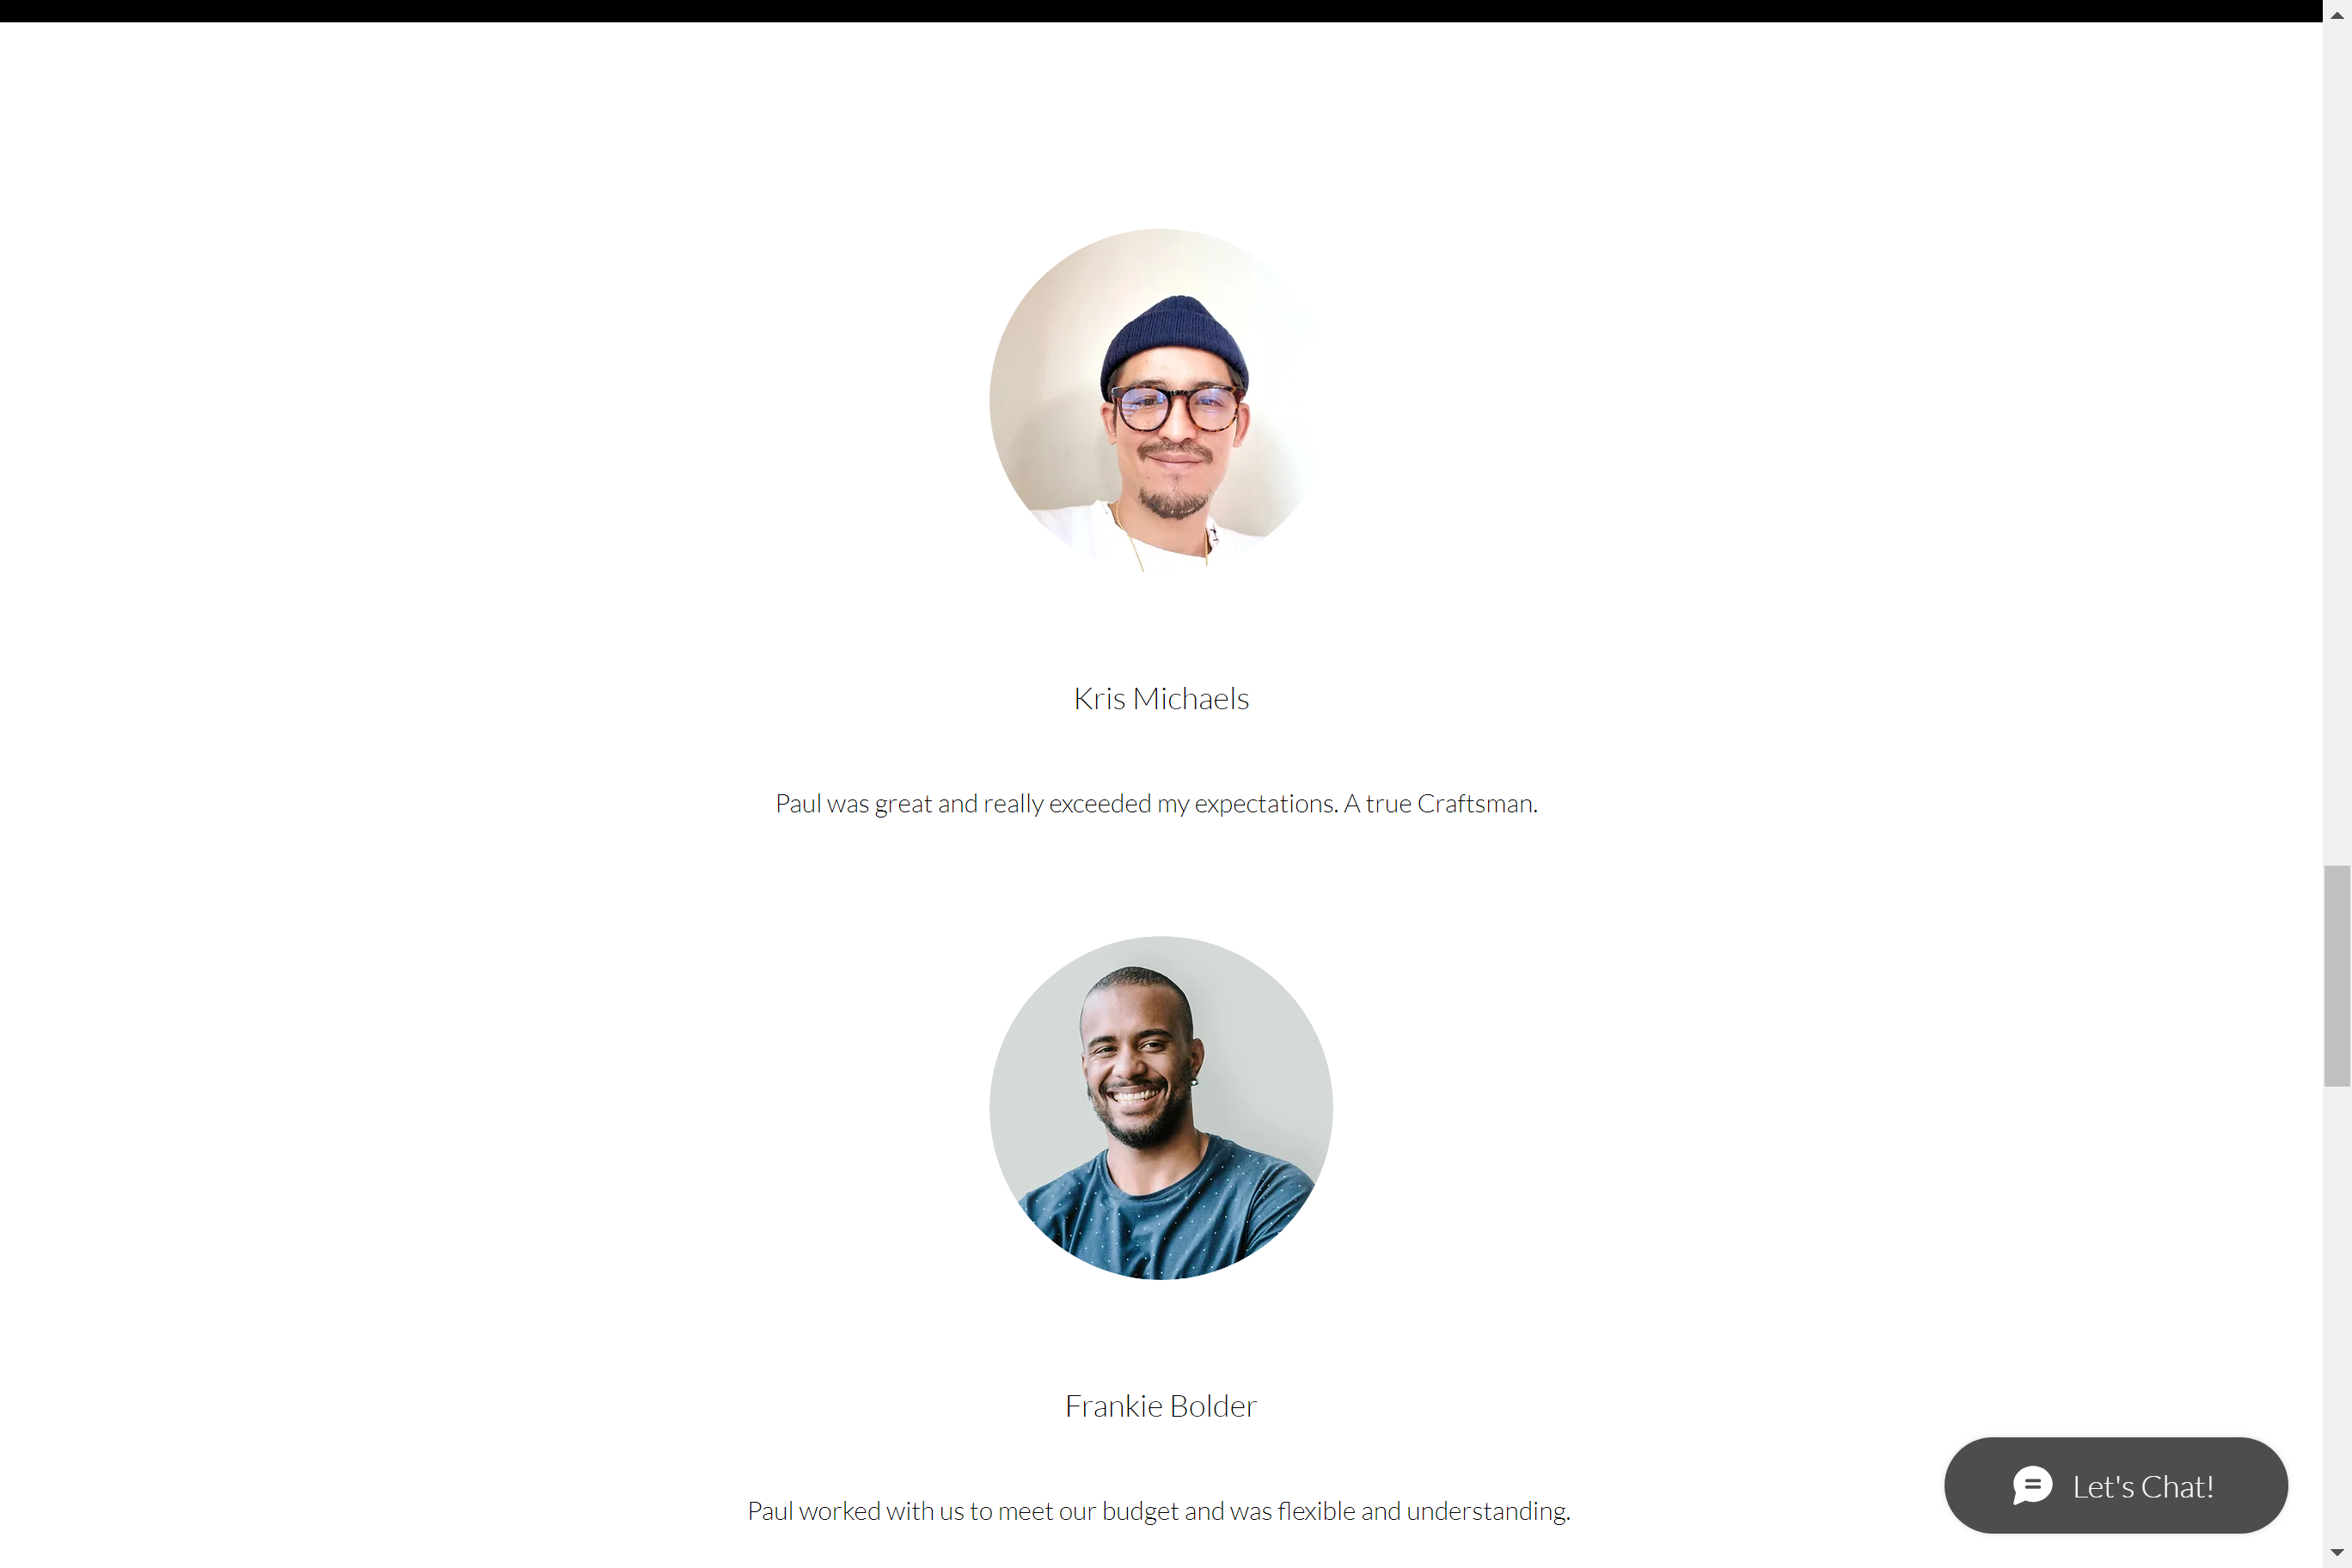 Kris Michaels
Paul was great and really exceeded my expectations. A true Craftsman.
Frankie Bolder
Paul worked with us to meet our budget and was flexible and understanding.
Let's Chat!